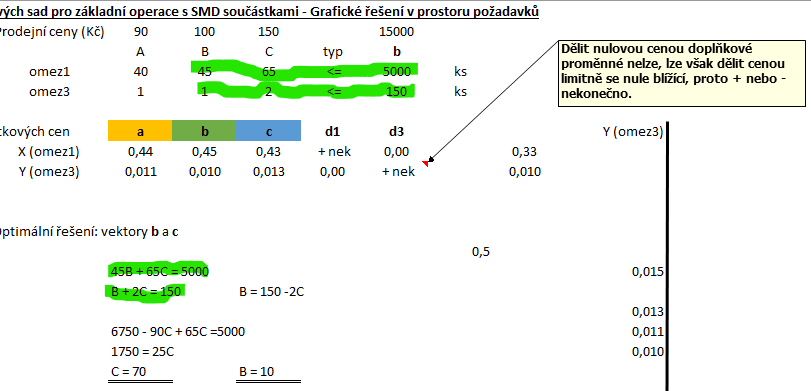 vých sad pro základní operace s SMD součástkami - Grafické řešení v prostoru požadavků
Prodejní ceny (Kč) 90 100 150 15000
A B C typ b
omez1 40 45 65 <= 5000 ks
omez3 1 1 2 <= 150 ks
Dělit nulovou cenou doplňkové
proměnné nelze, lze však dělit cenou
limitně se nule blížící, proto + nebo -
nekonečno.
tkových cen a b c d1 d3 Y (omez3)
X (omez1) 0,44 0,45 0,43 + nek 0,00 0,33
Y (omez3) 0,011 0,010 0,013 0,00 + nek 0,010
Optimální řešení: vektory b a c
0,5
45B + 65C = 5000 0,015
B + 2C = 150 B = 150 -2C
0,013
6750 - 90C + 65C =5000 0,011
1750 = 25C 0,010
C = 70 B = 10